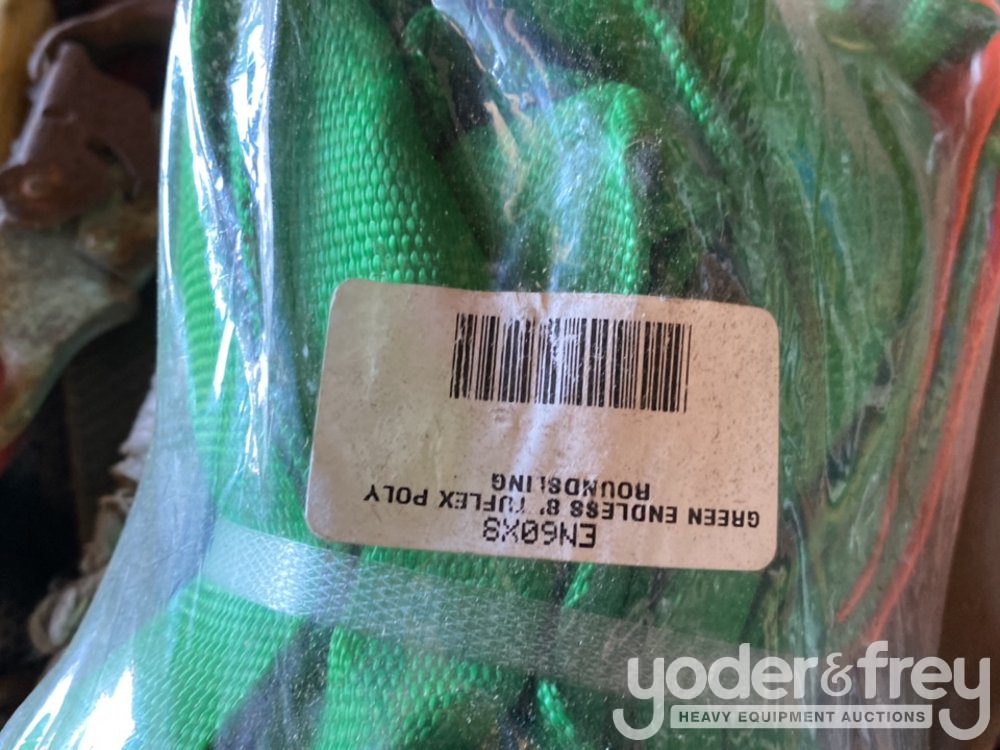 EN60X8
GREEN ENDLESS 8' TUFLEX POLY
ROUNDSLING
yoder&frey
HEAVY EQUIPMENT AUCTIONS